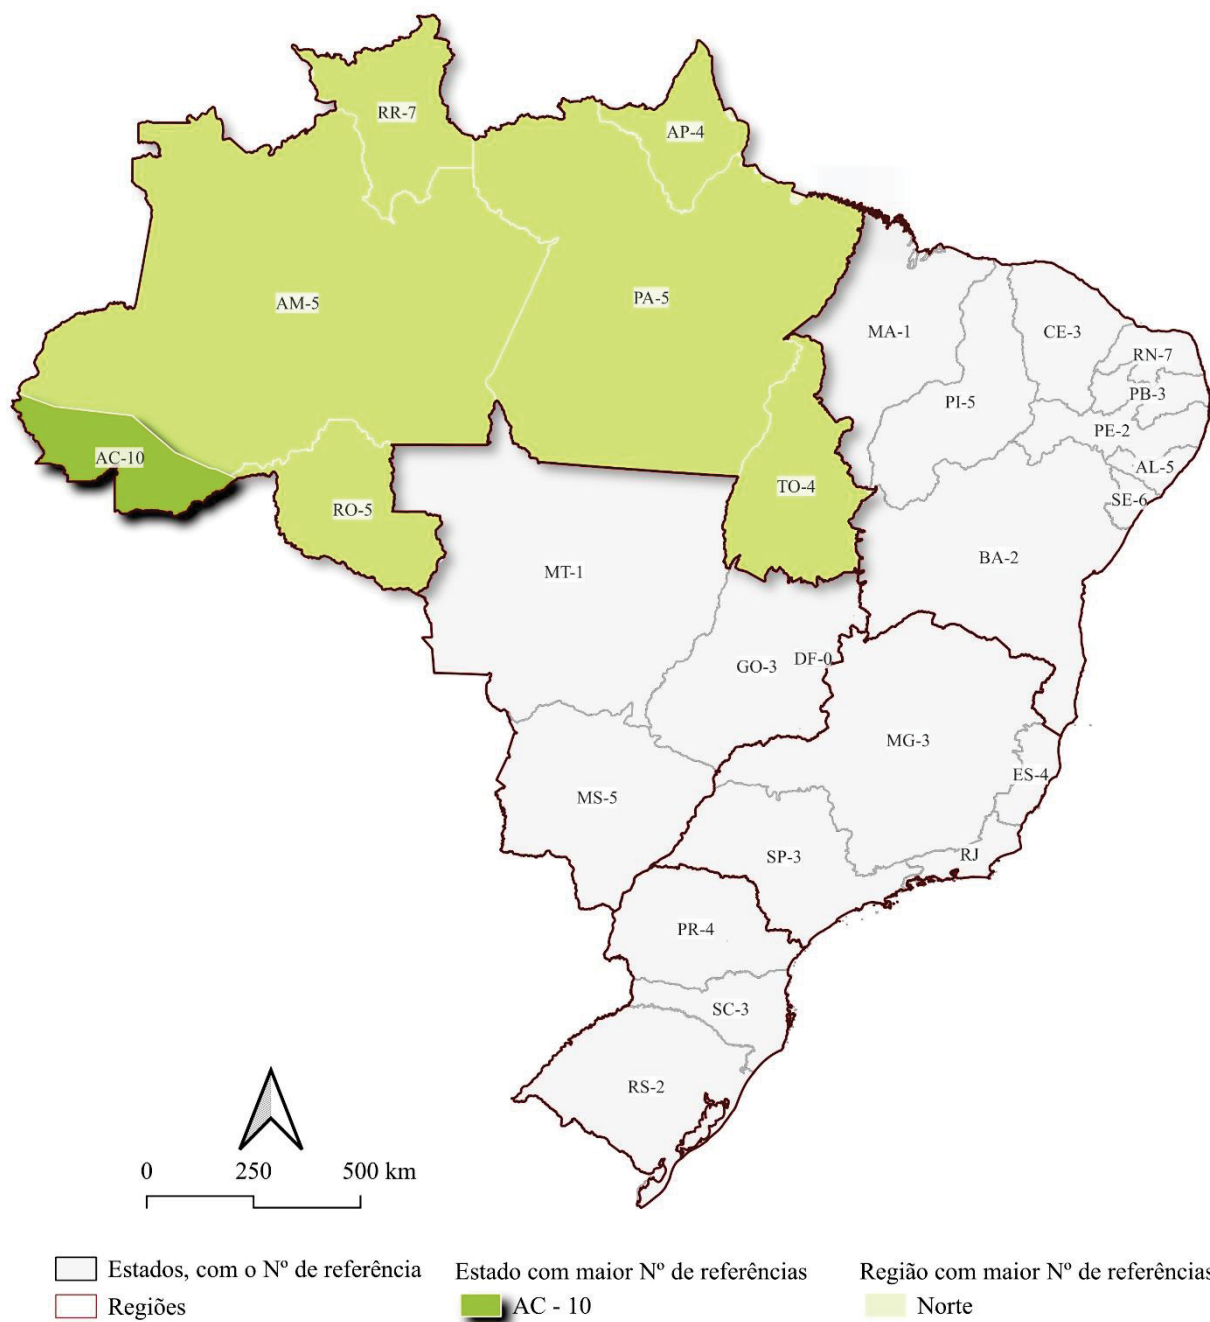 RR-7
AP-4
AM-5
PA-5
MA-1
CE-3
RN-7
PI-5
PB-3
PE-2
AC-10
AL-5
TO-4
SE-6
RO-5
BA-2
MT-1
DF-0
GO-3
MG-3
ES-4
MS-5
SP-3
RJ
PR-4
SC-3
RS-2
0 250 500 km
Estados, com o Nº de referência
Regiões
Estado com maior Nº de referências
AC - 10
Região com maior Nº de referências
Norte